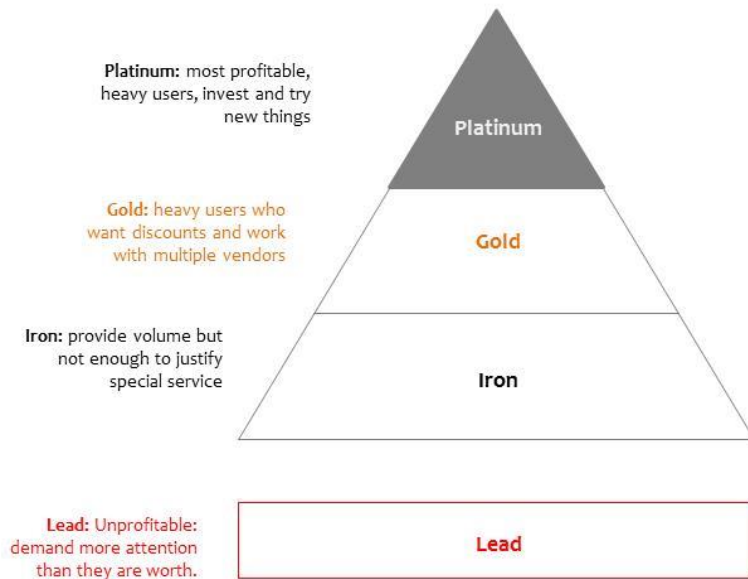 Platinum: most profitable,
heavy users, invest and try
new things
Platinum
Gold: heavy users who
want discounts and work
with multiple vendors
Gold
Iron: provide volume but
not enough to justify
special service
Iron
Lead: Unprofitable:
demand more attention
than they are worth.
Lead